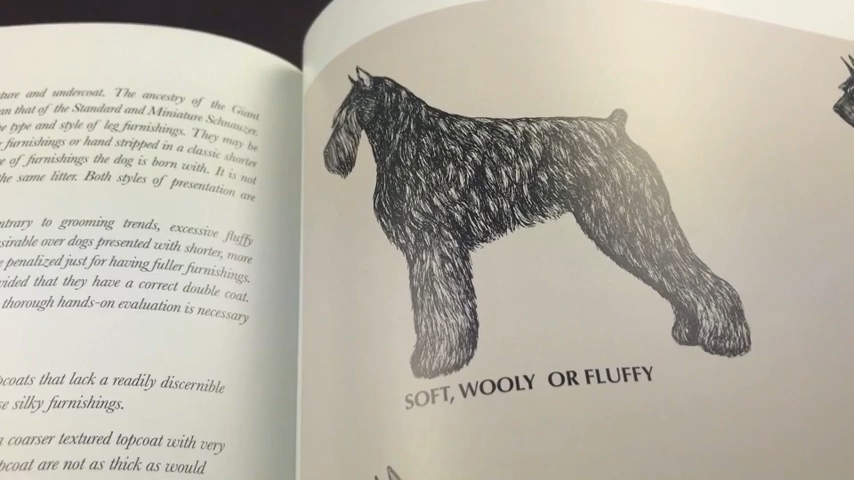 ture and undercoat. The ancestry of the Giant
an that of the Standard and Miniature Schnauzer.
e type and style of leg furnishings. They may be
furnishings or hand stripped in a classic shorter
e of furnishings the dog is born with. It is not
the same litter. Both styles of presentation are
ntrary to grooming trends, excessive fluffy
sirable over dogs presented with shorter, more
penalized just for having fuller furnishings.
vided that they have a correct double coat.
thorough hands-on evaluation is necessary
pcoats that lack a readily discernible
se silky furnishings.
a coarser textured topcoat with very
pcoat are not as thick as would
SOFT, WOOLY OR FLUFFY